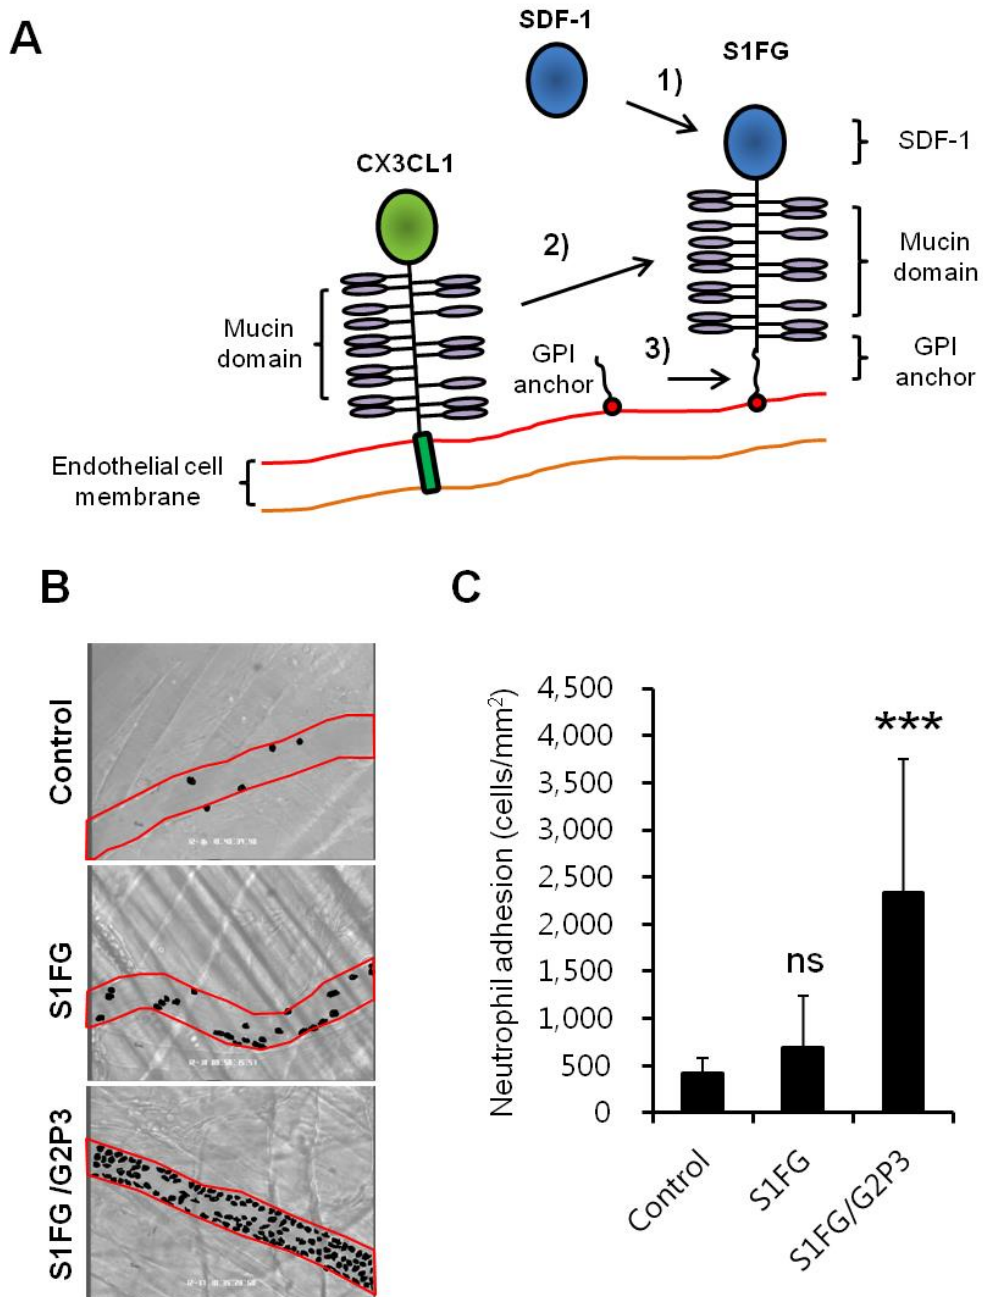 A
SDF-1
S1FG
1)
SDF-1
CX3CL1
2)
Mucin
domain
Mucin
domain
GPI
anchor
3)
GPI
anchor
Endothelial cell
membrane
B
Control
S1FG
S1FG /G2P3
C
Neutrophil adhesion (cells/mm²)
4,500
4,000
3,500
3,000
2,500
2,000
1,500
1,000
500
0
ns
***
Control
S1FG
S1FG/G2P3